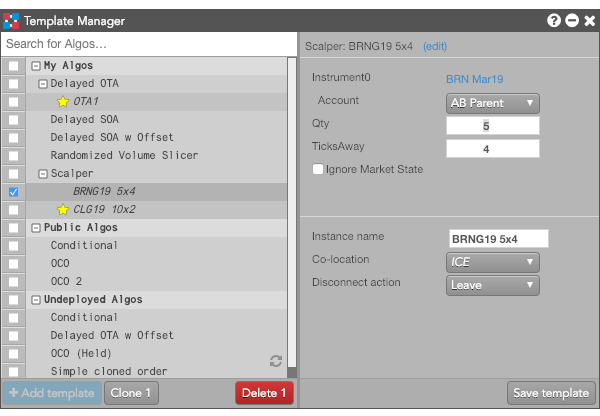 Template Manager
Search for Algos...
My Algos
Delayed OTA
OTA1
Delayed SOA
Delayed SOA w Offset
Randomized Volume Slicer
Scalper
BRNG19 5x4
CLG19 10x2
Public Algos
Conditional
OCO
OCO 2
Undeployed Algos
Conditional
Delayed OTA w Offset
OCO (Held)
Simple cloned order
+ Add template
Clone 1
Delete 1
Scalper: BRNG19 5x4 (edit)
Instrument0 BRN Mar19
Account AB Parent
Qty 5
TicksAway 4
Ignore Market State
Instance name BRNG19 5x4
Co-location ICE
Disconnect action Leave
Save template